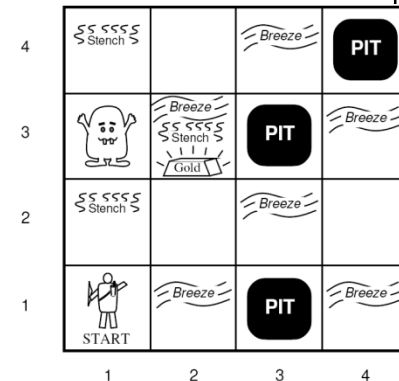 4
Stench
Breeze
PIT
3
Breeze
Stench
Gold
PIT
Breeze
2
Stench
Breeze
1
START
Breeze
PIT
Breeze
1 2 3 4